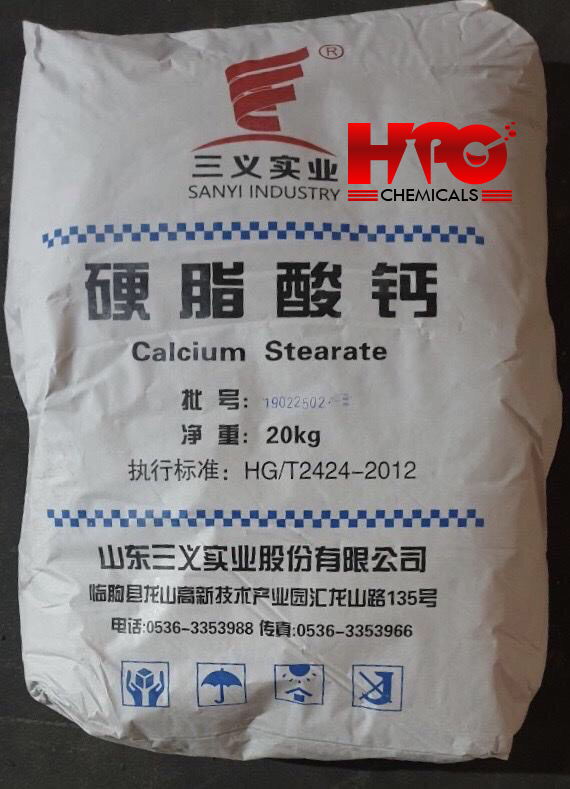 ®
三义实业
SANYI INDUSTRY
HAPO
CHEMICALS
硬脂酸钙
Calcium Stearate
批号: 19022502
净重: 20kg
执行标准: HG/T2424-2012
山东三义实业股份有限公司
临朐县龙山高新技术产业园汇龙山路135号
电话:0536-3353988 传真:0536-3353966